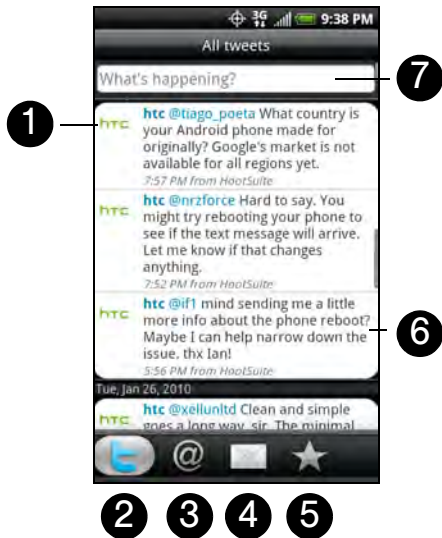 3G 9:38 PM
All tweets
What's happening?
7
1
hTC
htc @tiago_poeta What country is
your Android phone made for
originally? Google's market is not
available for all regions yet.
7:57 PM from HootSuite
hTC
htc @nrzforce Hard to say. You
might try rebooting your phone to
see if the text message will arrive.
Let me know if that changes
anything.
7:52 PM from HootSuite
hTC
htc @if1 mind sending me a little
more info about the phone reboot?
Maybe I can help narrow down the
issue. thx Ian!
5:56 PM from HootSuite
6
Tue, Jan 26, 2010
hTC
htc @xellunltd Clean and simple
goes a long way, sir. The minimal
t @
2 3 4 5